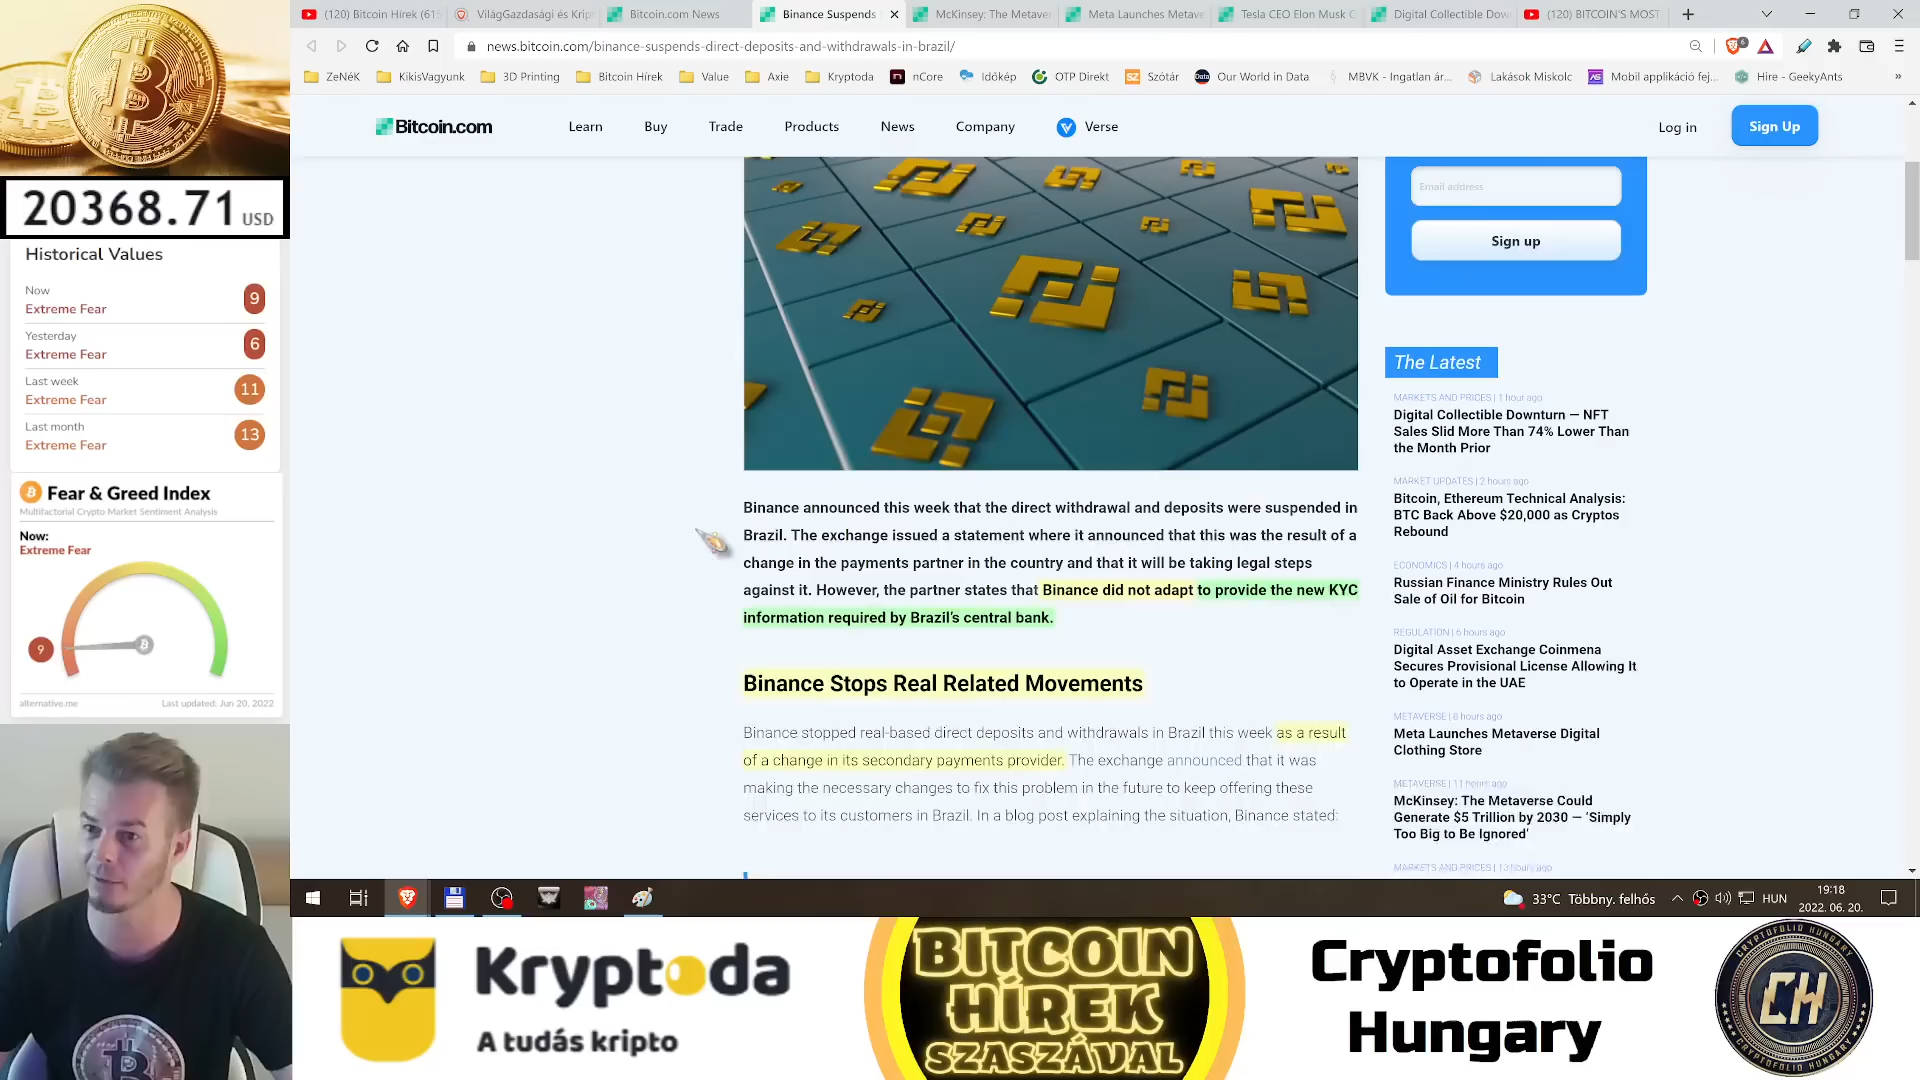 (120) Bitcoin Hírek (615
VilágGazdasági és Krip
Bitcoin.com News
Binance Suspends
McKinsey: The Metaver
Meta Launches Metave
Tesla CEO Elon Musk C
Digital Collectible Dow
(120) BITCOIN'S MOST
news.bitcoin.com/binance-suspends-direct-deposits-and-withdrawals-in-brazil/
ZeNéK
KikisVagyunk
3D Printing
Bitcoin Hírek
Value
Axie
Kryptoda
nCore
Időkép
OTP Direkt
Szótár
Our World in Data
MBVK - Ingatlan ár...
Lakások Miskolc
Mobil applikáció fej...
Hire - GeekyAnts
Bitcoin.com
Learn
Buy
Trade
Products
News
Company
Verse
Log in
Sign Up
20368.71 USD
Historical Values
Now
Extreme Fear
9
Yesterday
Extreme Fear
6
Last week
Extreme Fear
11
Last month
Extreme Fear
13
Fear & Greed Index
Multifactorial Crypto Market Sentiment Analysis
Now:
Extreme Fear
9
alternative.me
Last updated: Jun 20, 2022
Email address
Sign up
Binance announced this week that the direct withdrawal and deposits were suspended in
Brazil. The exchange issued a statement where it announced that this was the result of a
change in the payments partner in the country and that it will be taking legal steps
against it. However, the partner states that Binance did not adapt to provide the new KYC
information required by Brazil's central bank.
Binance Stops Real Related Movements
Binance stopped real-based direct deposits and withdrawals in Brazil this week as a result
of a change in its secondary payments provider. The exchange announced that it was
making the necessary changes to fix this problem in the future to keep offering these
services to its customers in Brazil. In a blog post explaining the situation, Binance stated:
The Latest
MARKETS AND PRICES | 1 hour ago
Digital Collectible Downturn — NFT
Sales Slid More Than 74% Lower Than
the Month Prior
MARKET UPDATES | 2 hours ago
Bitcoin, Ethereum Technical Analysis:
BTC Back Above $20,000 as Cryptos
Rebound
ECONOMICS | 4 hours ago
Russian Finance Ministry Rules Out
Sale of Oil for Bitcoin
REGULATION | 6 hours ago
Digital Asset Exchange Coinmena
Secures Provisional License Allowing It
to Operate in the UAE
METAVERSE | 8 hours ago
Meta Launches Metaverse Digital
Clothing Store
METAVERSE | 11 hours ago
McKinsey: The Metaverse Could
Generate $5 Trillion by 2030 — 'Simply
Too Big to Be Ignored'
MARKETS AND PRICES | 13 hours ago
33°C Többny. felhős
HUN
19:18
2022. 06. 20.
Kryptoda
A tudás kripto
BITCOIN
HÍREK
SZASZÁVAL
Cryptofolio
Hungary
CRYPTOFOLIO HUNGARY
CH
CRYPTOFOLIO HUNGARY